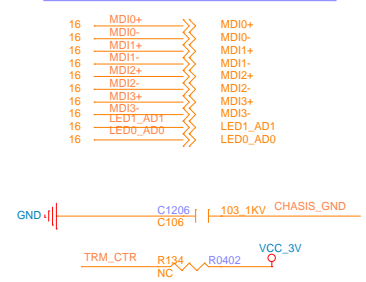 16 MDI0+ MDI0+
16 MDI0- MDI0-
16 MDI1+ MDI1+
16 MDI1- MDI1-
16 MDI2+ MDI2+
16 MDI2- MDI2-
16 MDI3+ MDI3+
16 MDI3- MDI3-
16 LED1_AD1 LED1_AD1
16 LED0_AD0 LED0_AD0
GND C1206 103_1KV CHASIS_GND
C106
VCC_3V
TRM_CTR R134 R0402
NC